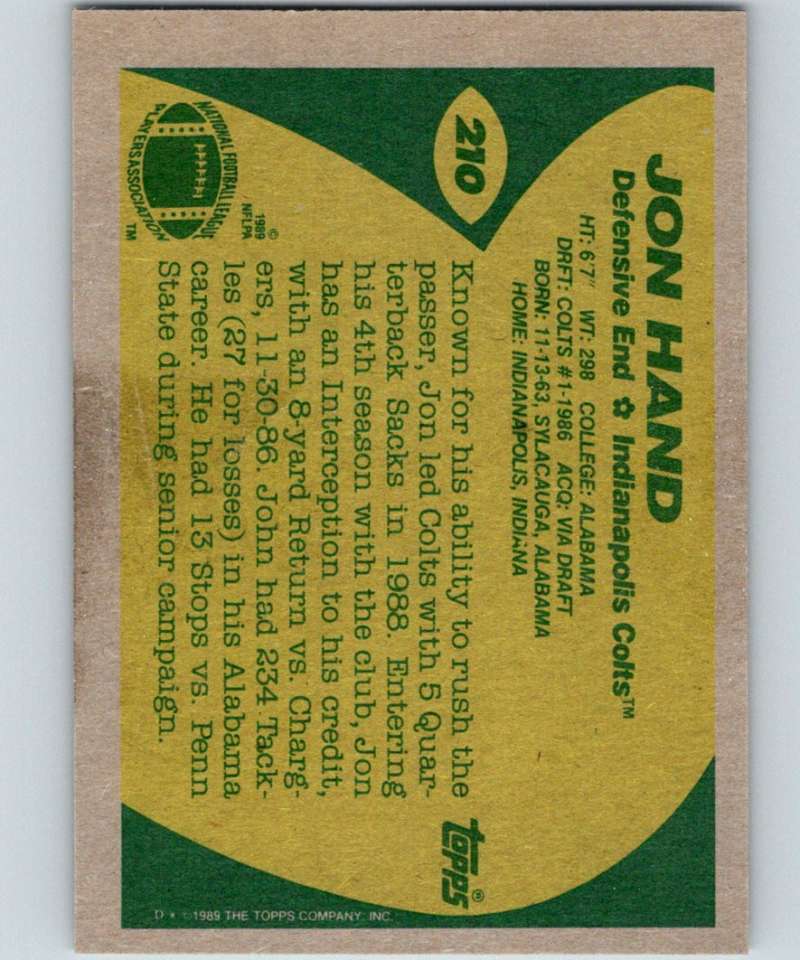 210
JON HAND
Defensive End ✿ Indianapolis Colts™
HT: 6'7" WT: 298 COLLEGE: ALABAMA
DRFT: COLTS #1-1986 ACQ: VIA DRAFT
BORN: 11-13-63, SYLACAUGA, ALABAMA
HOME: INDIANAPOLIS, INDIANA
Known for his ability to rush the
passer, Jon led Colts with 5 Quar-
terback Sacks in 1988. Entering
his 4th season with the club, Jon
has an Interception to his credit,
with an 8-yard Return vs. Charg-
ers, 11-30-86. John had 234 Tack-
les (27 for losses) in his Alabama
career. He had 13 Stops vs. Penn
State during senior campaign.
NATIONAL FOOTBALL LEAGUE
PLAYERS ASSOCIATION™
©
1989
NFLPA
topps®
D * © 1989 THE TOPPS COMPANY, INC.